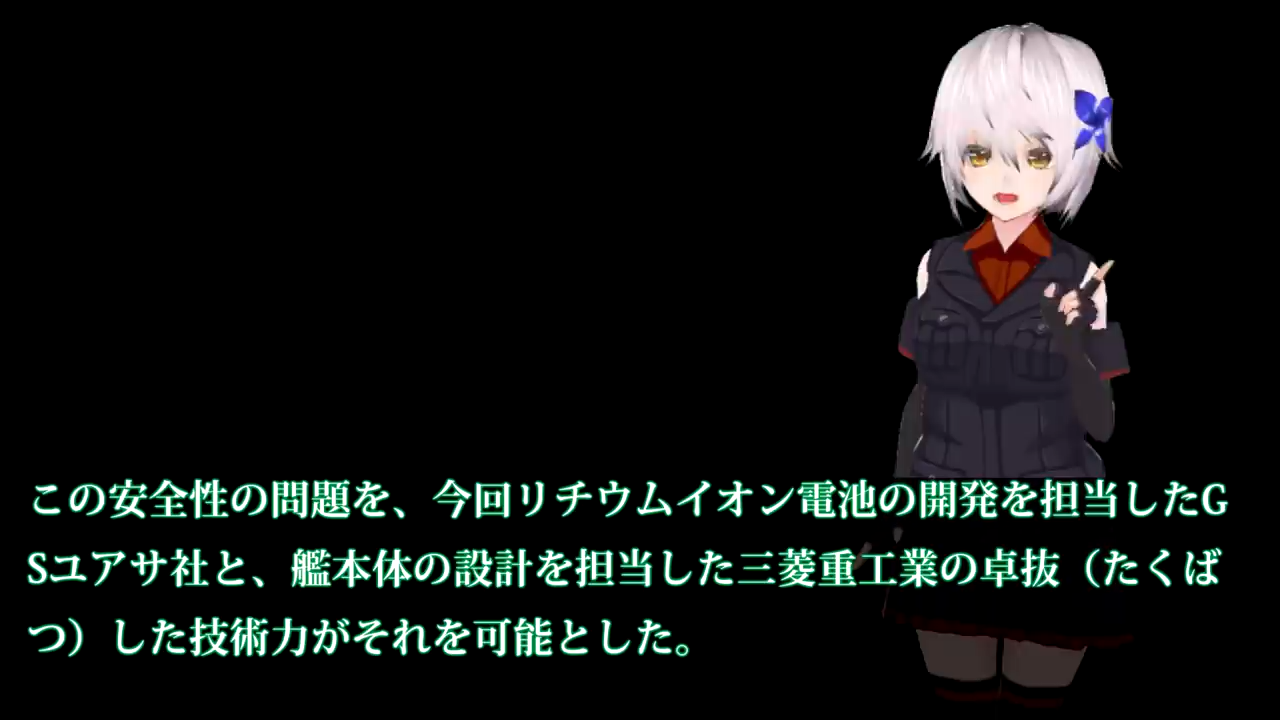 この安全性の問題を、今回リチウムイオン電池の開発を担当したG
Sユアサ社と、艦本体の設計を担当した三菱重工業の卓抜（たくば
つ）した技術力がそれを可能とした。